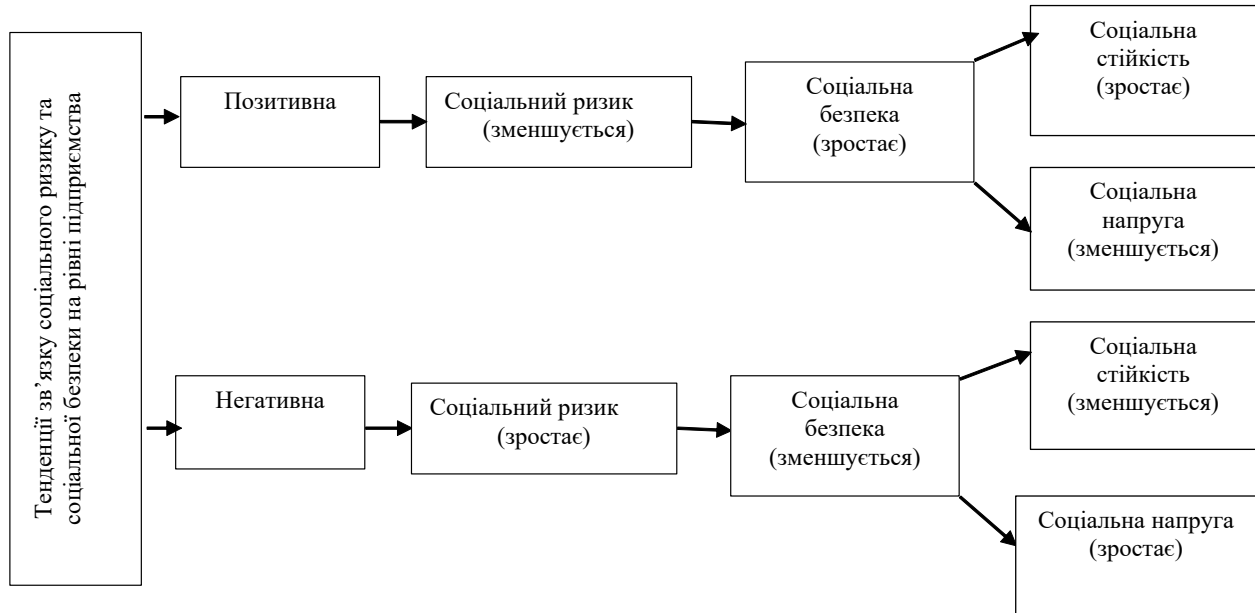 Тенденції зв’язку соціального ризику та
соціальної безпеки на рівні підприємства
Позитивна
Соціальний ризик
(зменшується)
Соціальна
безпека
(зростає)
Соціальна
стійкість
(зростає)
Соціальна
напруга
(зменшується)
Негативна
Соціальний ризик
(зростає)
Соціальна
безпека
(зменшується)
Соціальна
стійкість
(зменшується)
Соціальна напруга
(зростає)